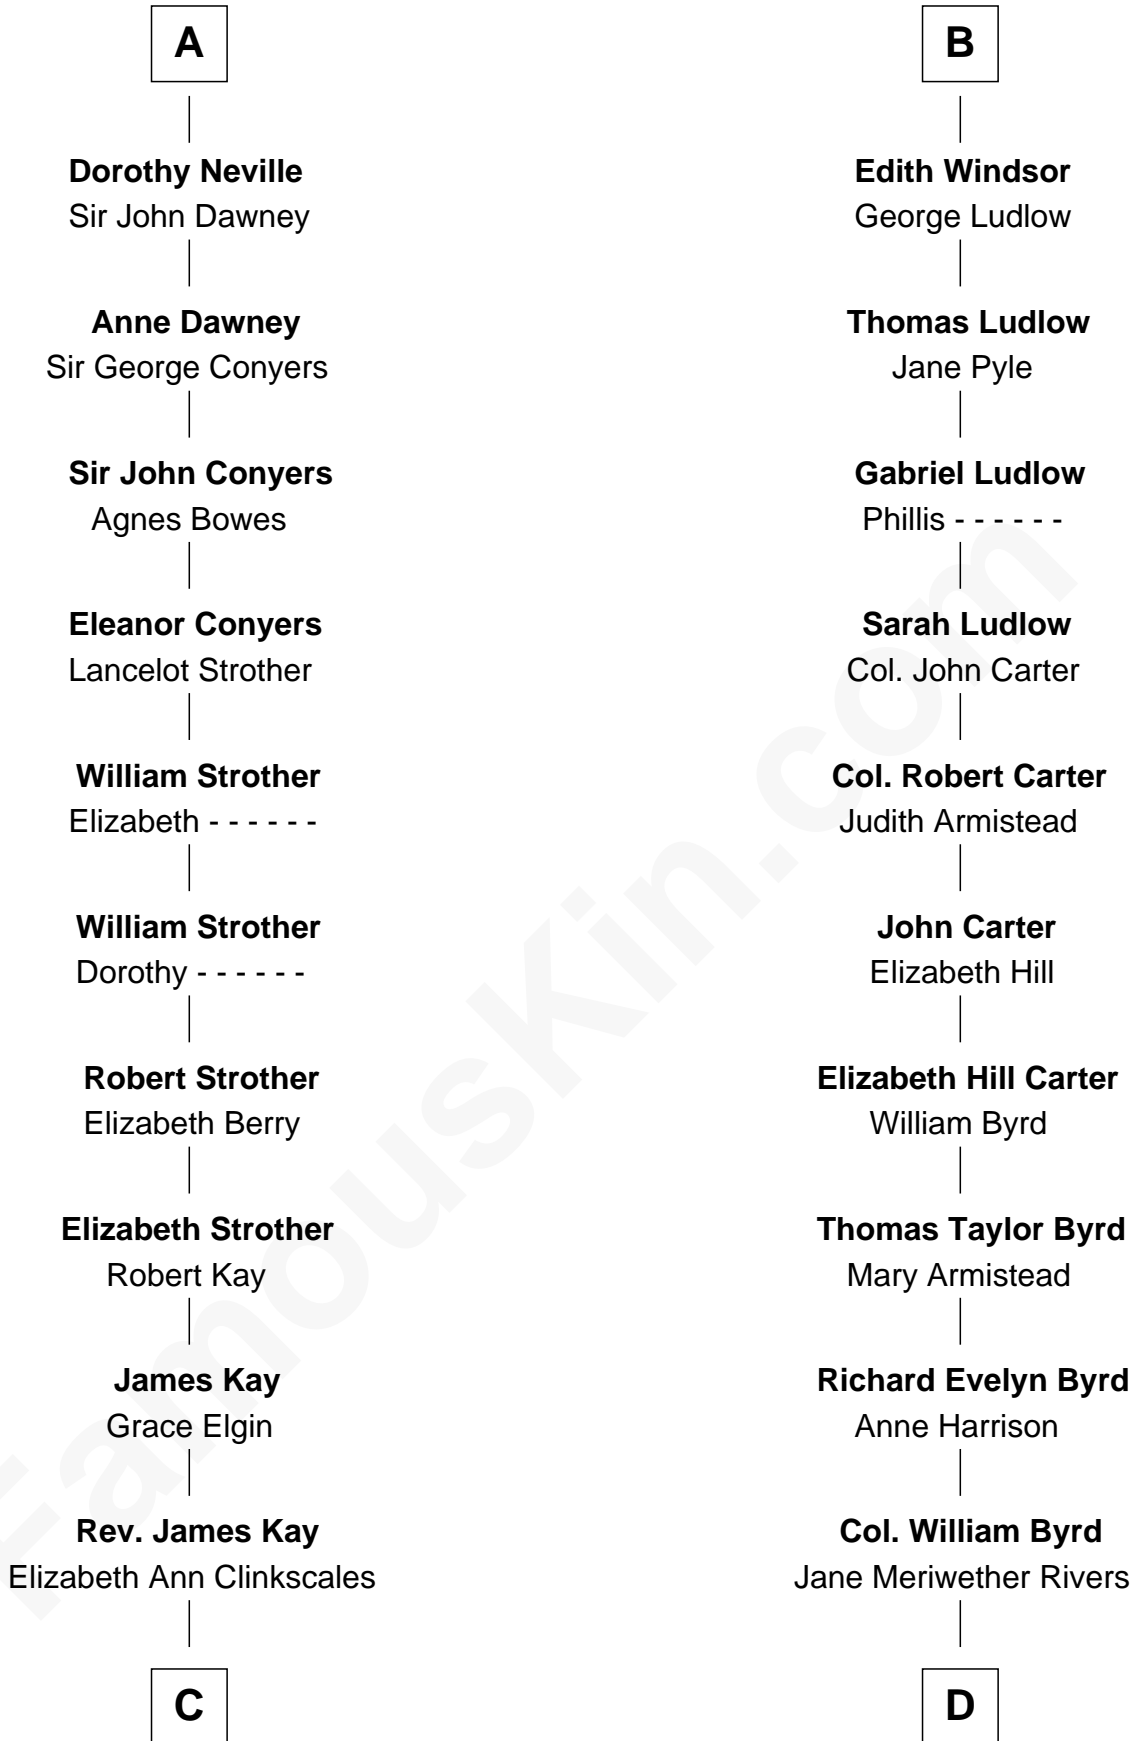 A
Dorothy Neville
Sir John Dawney
Anne Dawney
Sir George Conyers
Sir John Conyers
Agnes Bowes
Eleanor Conyers
Lancelot Strother
William Strother
Elizabeth - - - - - -
William Strother
Dorothy - - - - - -
Robert Strother
Elizabeth Berry
Elizabeth Strother
Robert Kay
James Kay
Grace Elgin
Rev. James Kay
Elizabeth Ann Clinkscales
C
B
Edith Windsor
George Ludlow
Thomas Ludlow
Jane Pyle
Gabriel Ludlow
Phillis - - - - - -
Sarah Ludlow
Col. John Carter
Col. Robert Carter
Judith Armistead
John Carter
Elizabeth Hill
Elizabeth Hill Carter
William Byrd
Thomas Taylor Byrd
Mary Armistead
Richard Evelyn Byrd
Anne Harrison
Col. William Byrd
Jane Meriwether Rivers
D
FamousKin.com